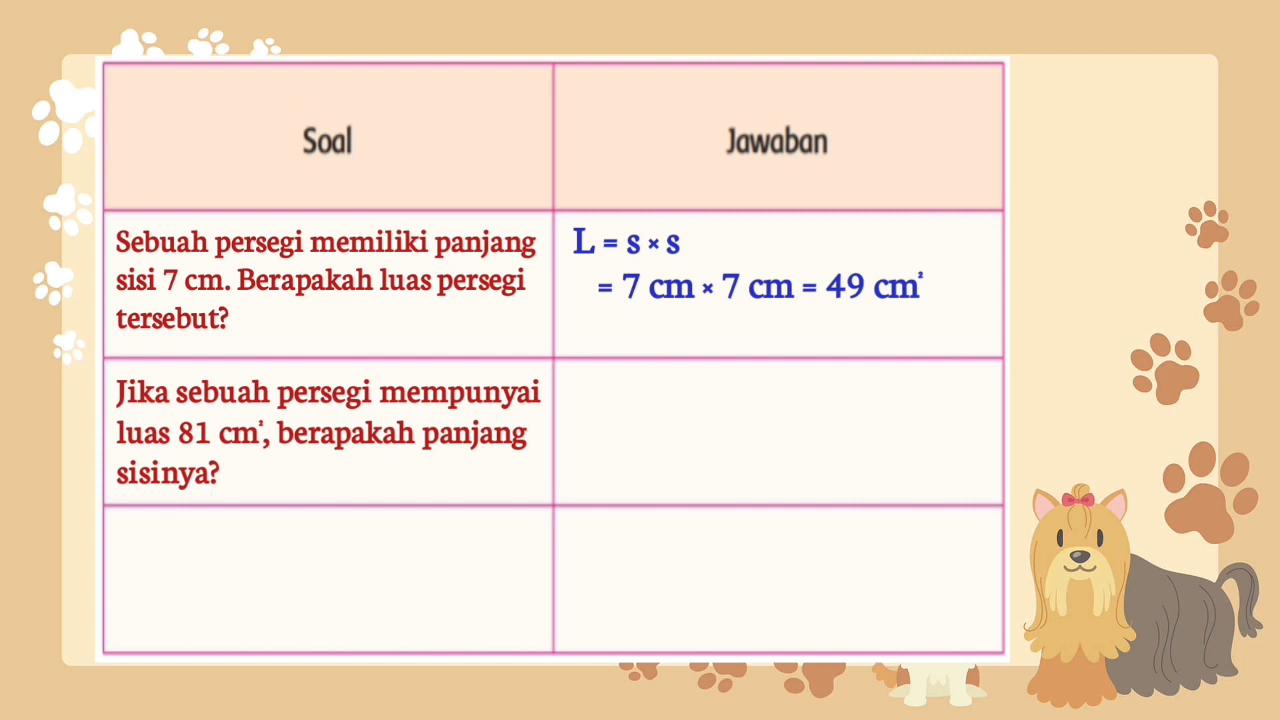 Soal
Jawaban
Sebuah persegi memiliki panjang
sisi 7 cm. Berapakah luas persegi
tersebut?
L = s × s
= 7 cm × 7 cm = 49 cm²
Jika sebuah persegi mempunyai
luas 81 cm², berapakah panjang
sisinya?